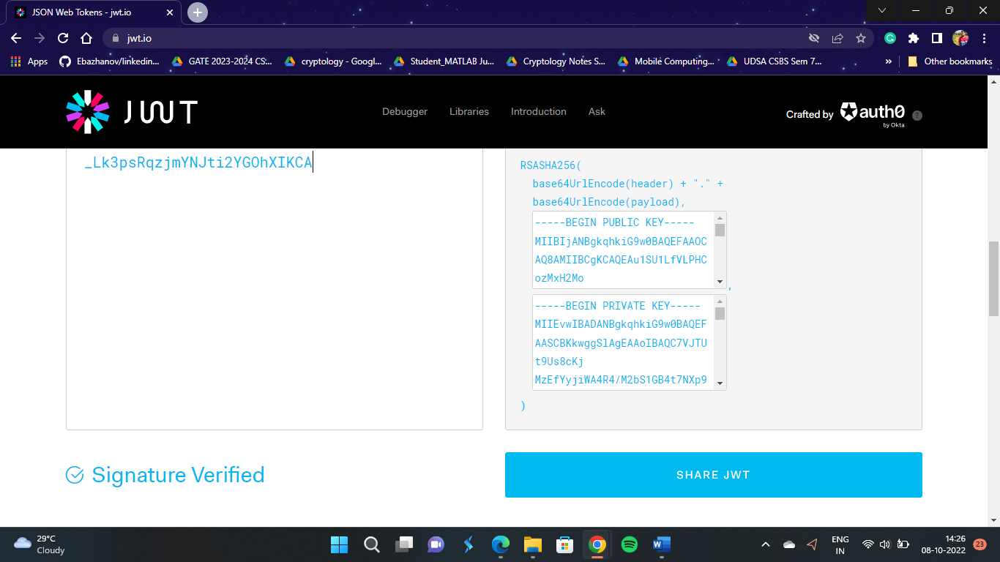 JSON Web Tokens - jwt.io
jwt.io
Apps
Ebazhanov/linkedin...
GATE 2023-2024 CS:...
cryptology - Googl...
Student_MATLAB Ju...
Cryptology Notes S...
Mobile Computing...
UDSA CSBS Sem 7...
»
Other bookmarks
JWT
Debugger
Libraries
Introduction
Ask
Crafted by
auth0
by Okta
?
_Lk3psRqzjmYNJti2YGOhXIKCA
RSASHA256(
base64UrlEncode(header) + "." +
base64UrlEncode(payload),
-----BEGIN PUBLIC KEY-----
MIIBIjANBgkqhkiG9w0BAQEFAAOC
AQ8AMIIBCgKCAQEAu1SU1LfVLPHC
ozMxH2Mo
,
-----BEGIN PRIVATE KEY-----
MIIEvwIBADANBgkqhkiG9w0BAQEF
AASCBKkwggSlAgEAAoIBAQC7VJTU
t9Us8cKj
MzEfYyjiWA4R4/M2bS1GB4t7NXp9
)
Signature Verified
SHARE JWT
29°C
Cloudy
ENG
IN
14:26
08-10-2022
23